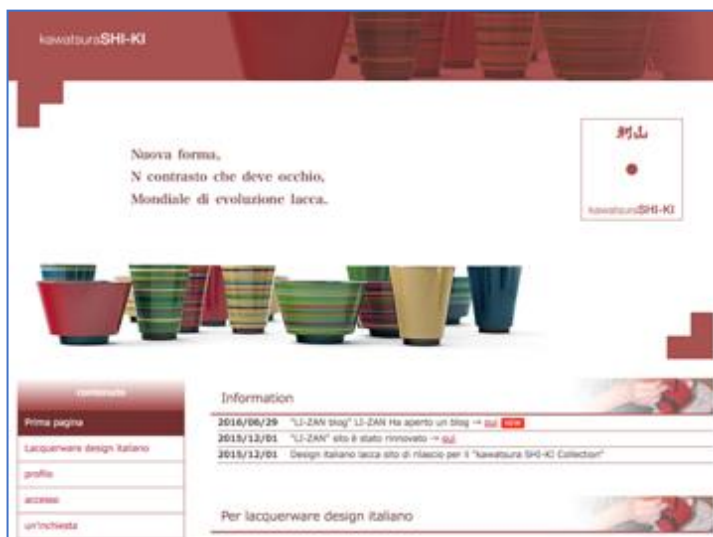 kawatsuraSHI-KI
Nuova forma,
N contrasto che deve occhio,
Mondiale di evoluzione lacca.
利山
kawatsuraSHI-KI
contenuto
Prima pagina
Lacquerware design italiano
profilo
accesso
un'inchiesta
Information
2016/06/29 "LI-ZAN blog" LI-ZAN Ha aperto un blog → qui NEW
2015/12/01 "LI-ZAN" sito è stato rinnovato → qui
2015/12/01 Design italiano lacca sito di rilascio per il "kawatsura SHI-KI Collection"
Per lacquerware design italiano